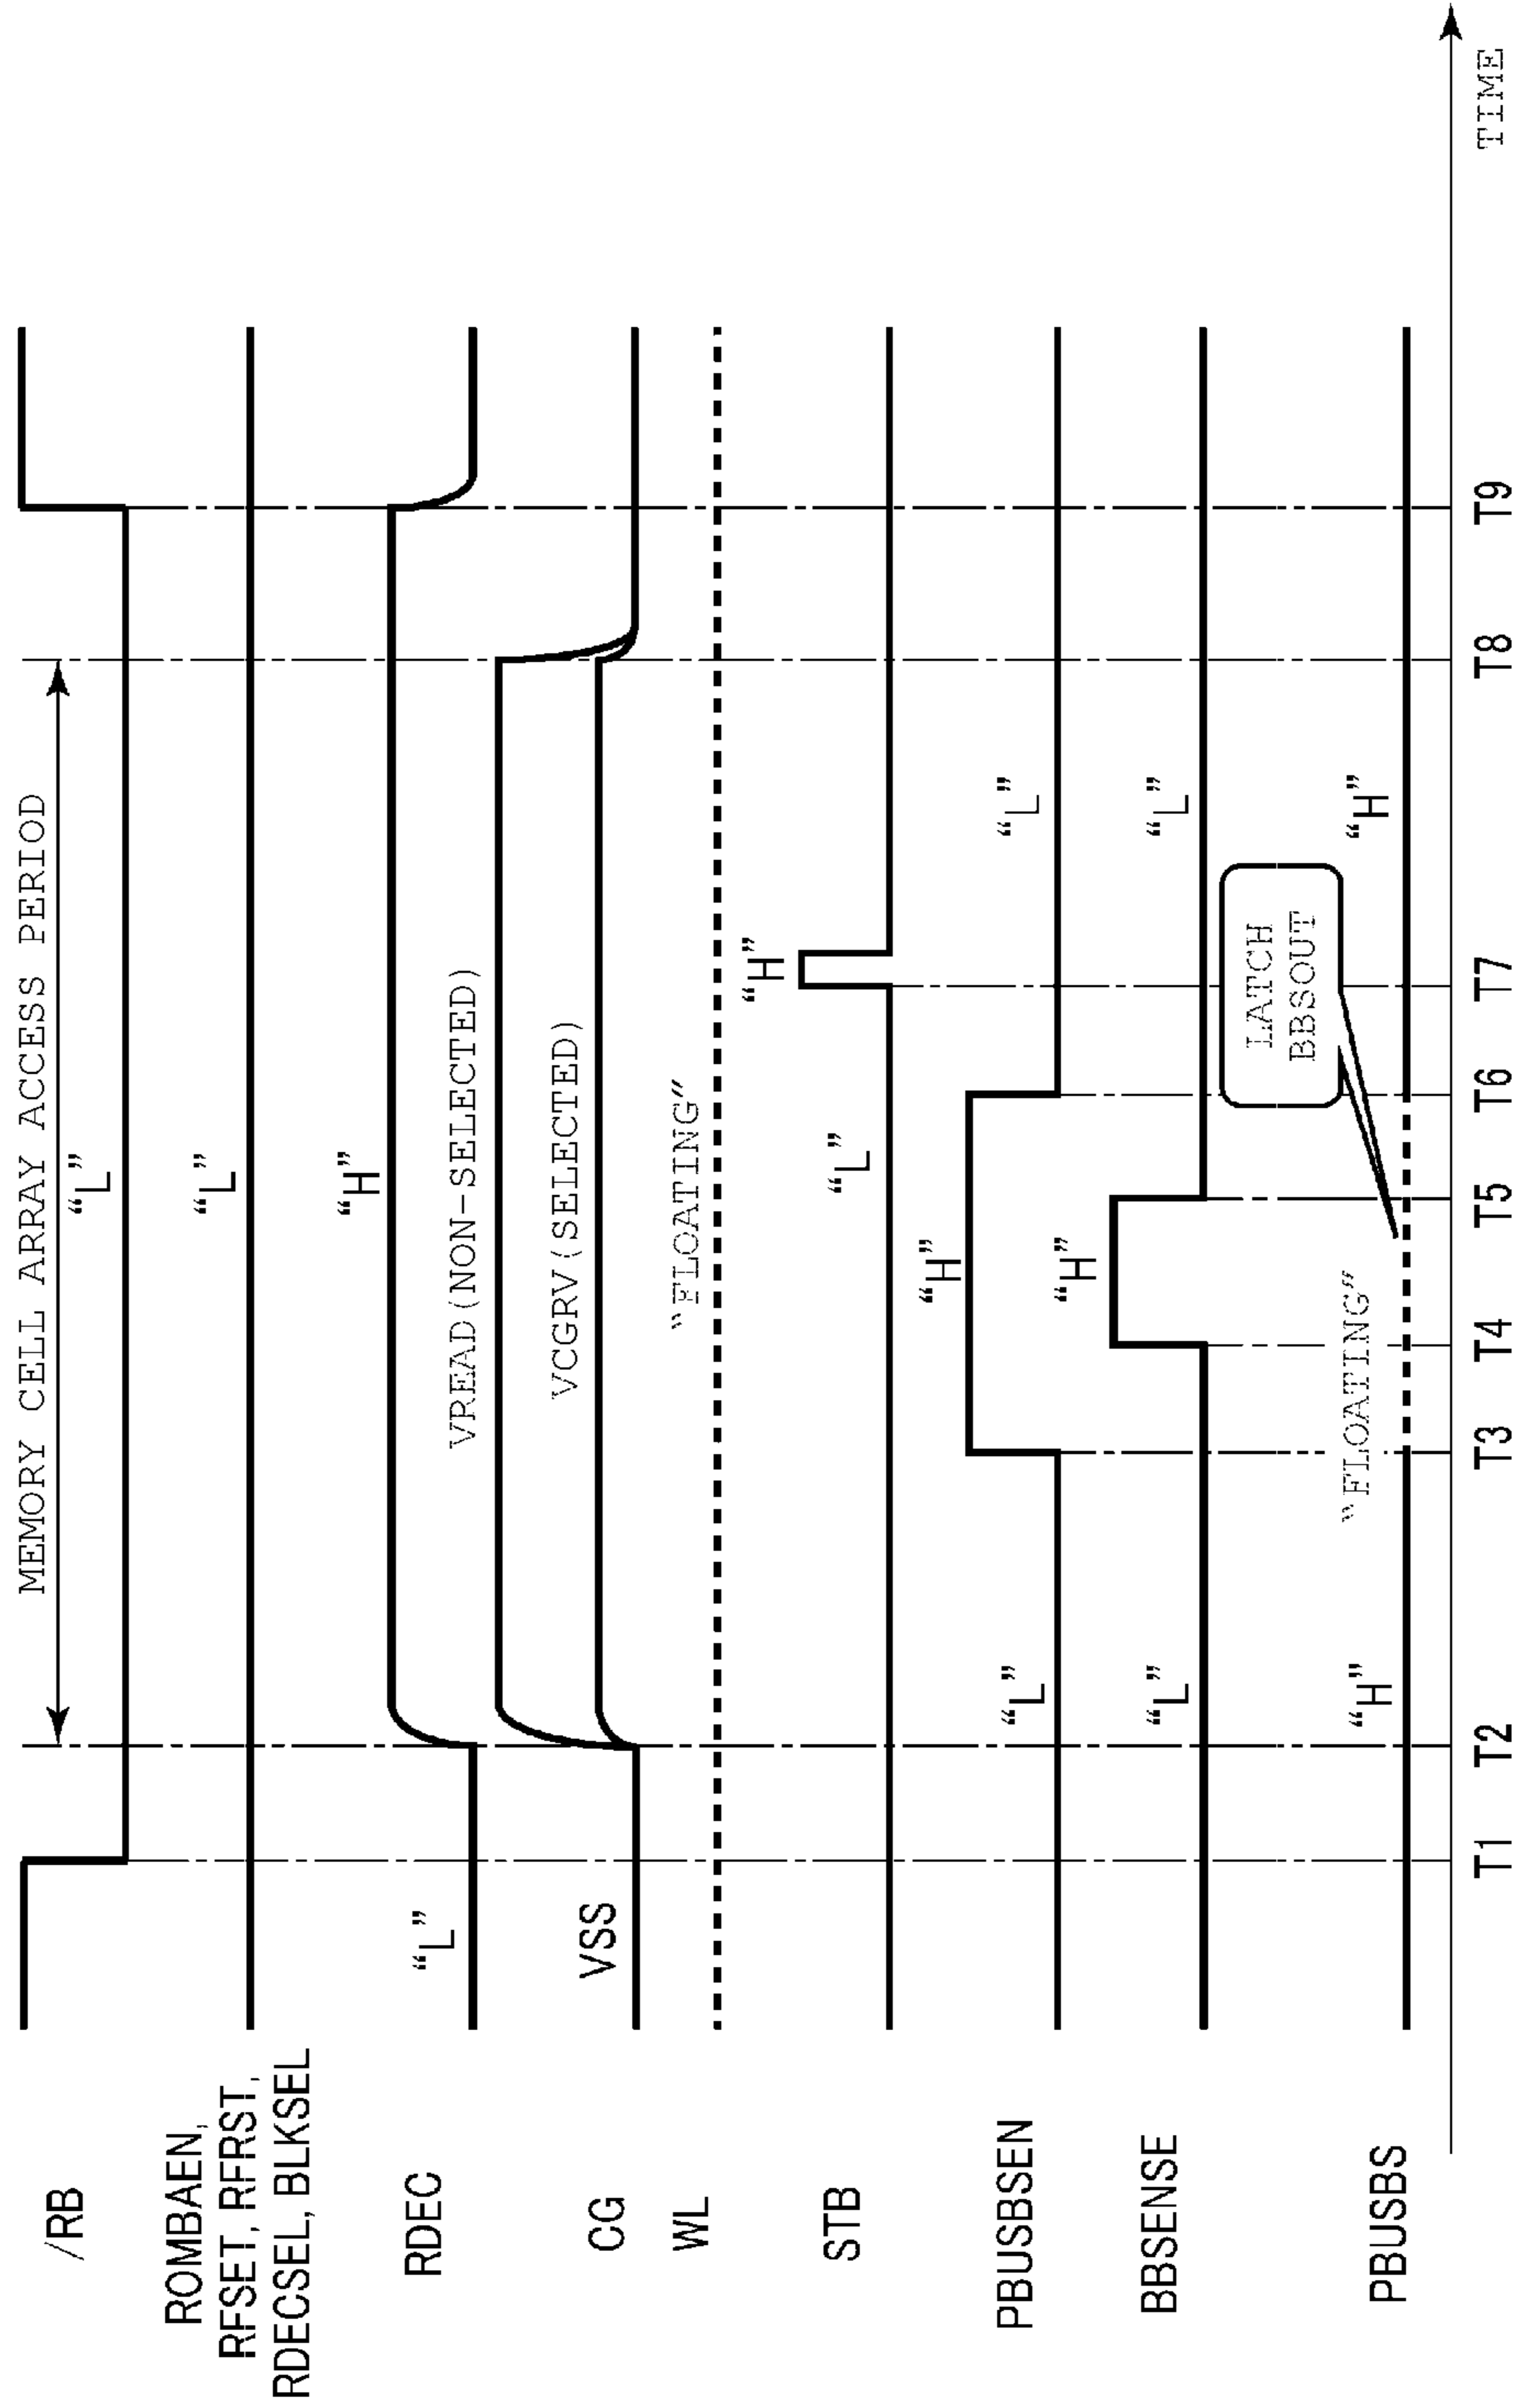 MEMORY CELL ARRAY ACCESS PERIOD
/RB
“L”
ROMBAEN,
RFSET, RFRST,
RDECSEL, BLKSEL
“L”
RDEC
“L”
“H”
VREAD(NON-SELECTED)
CG
VSS
VCGRV(SELECTED)
WL
“FLOATING”
STB
“L”
“H”
PBUSBSEN
“L”
“H”
“L”
BBSENSE
“L”
“H”
“L”
LATCH
BBSOUT
PBUSBS
“H”
“FLOATING”
“H”
T1 T2 T3 T4 T5 T6 T7 T8 T9
TIME